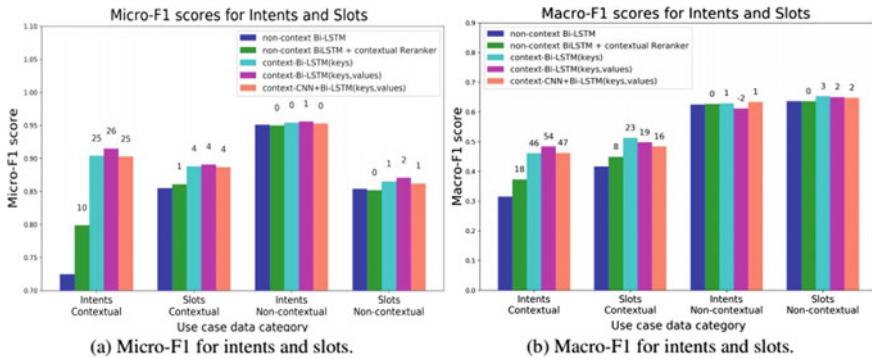 Micro-F1 scores for Intents and Slots
1.10
1.05
1.00
0.95
0.90
0.85
0.80
0.75
0.70
Micro-F1 score
non-context Bi-LSTM
non-context BiLSTM + contextual Reranker
context-Bi-LSTM(keys)
context-Bi-LSTM(keys,values)
context-CNN+Bi-LSTM(keys,values)
10 25 26 25
1 4 4 4
0 0 1 0
0 1 2 1
Intents Slots Intents Slots
Contextual Contextual Non-contextual Non-contextual
Use case data category
(a) Micro-F1 for intents and slots.
Macro-F1 scores for Intents and Slots
0.9
0.8
0.7
0.6
0.5
0.4
0.3
0.2
0.1
0.0
Macro-F1 score
non-context Bi-LSTM
non-context BiLSTM + contextual Reranker
context-Bi-LSTM(keys)
context-Bi-LSTM(keys,values)
context-CNN+Bi-LSTM(keys,values)
18 46 54 47
8 23 19 16
0 1 -2 1
0 3 2 2
Intents Slots Intents Slots
Contextual Contextual Non-contextual Non-contextual
Use case data category
(b) Macro-F1 for intents and slots.